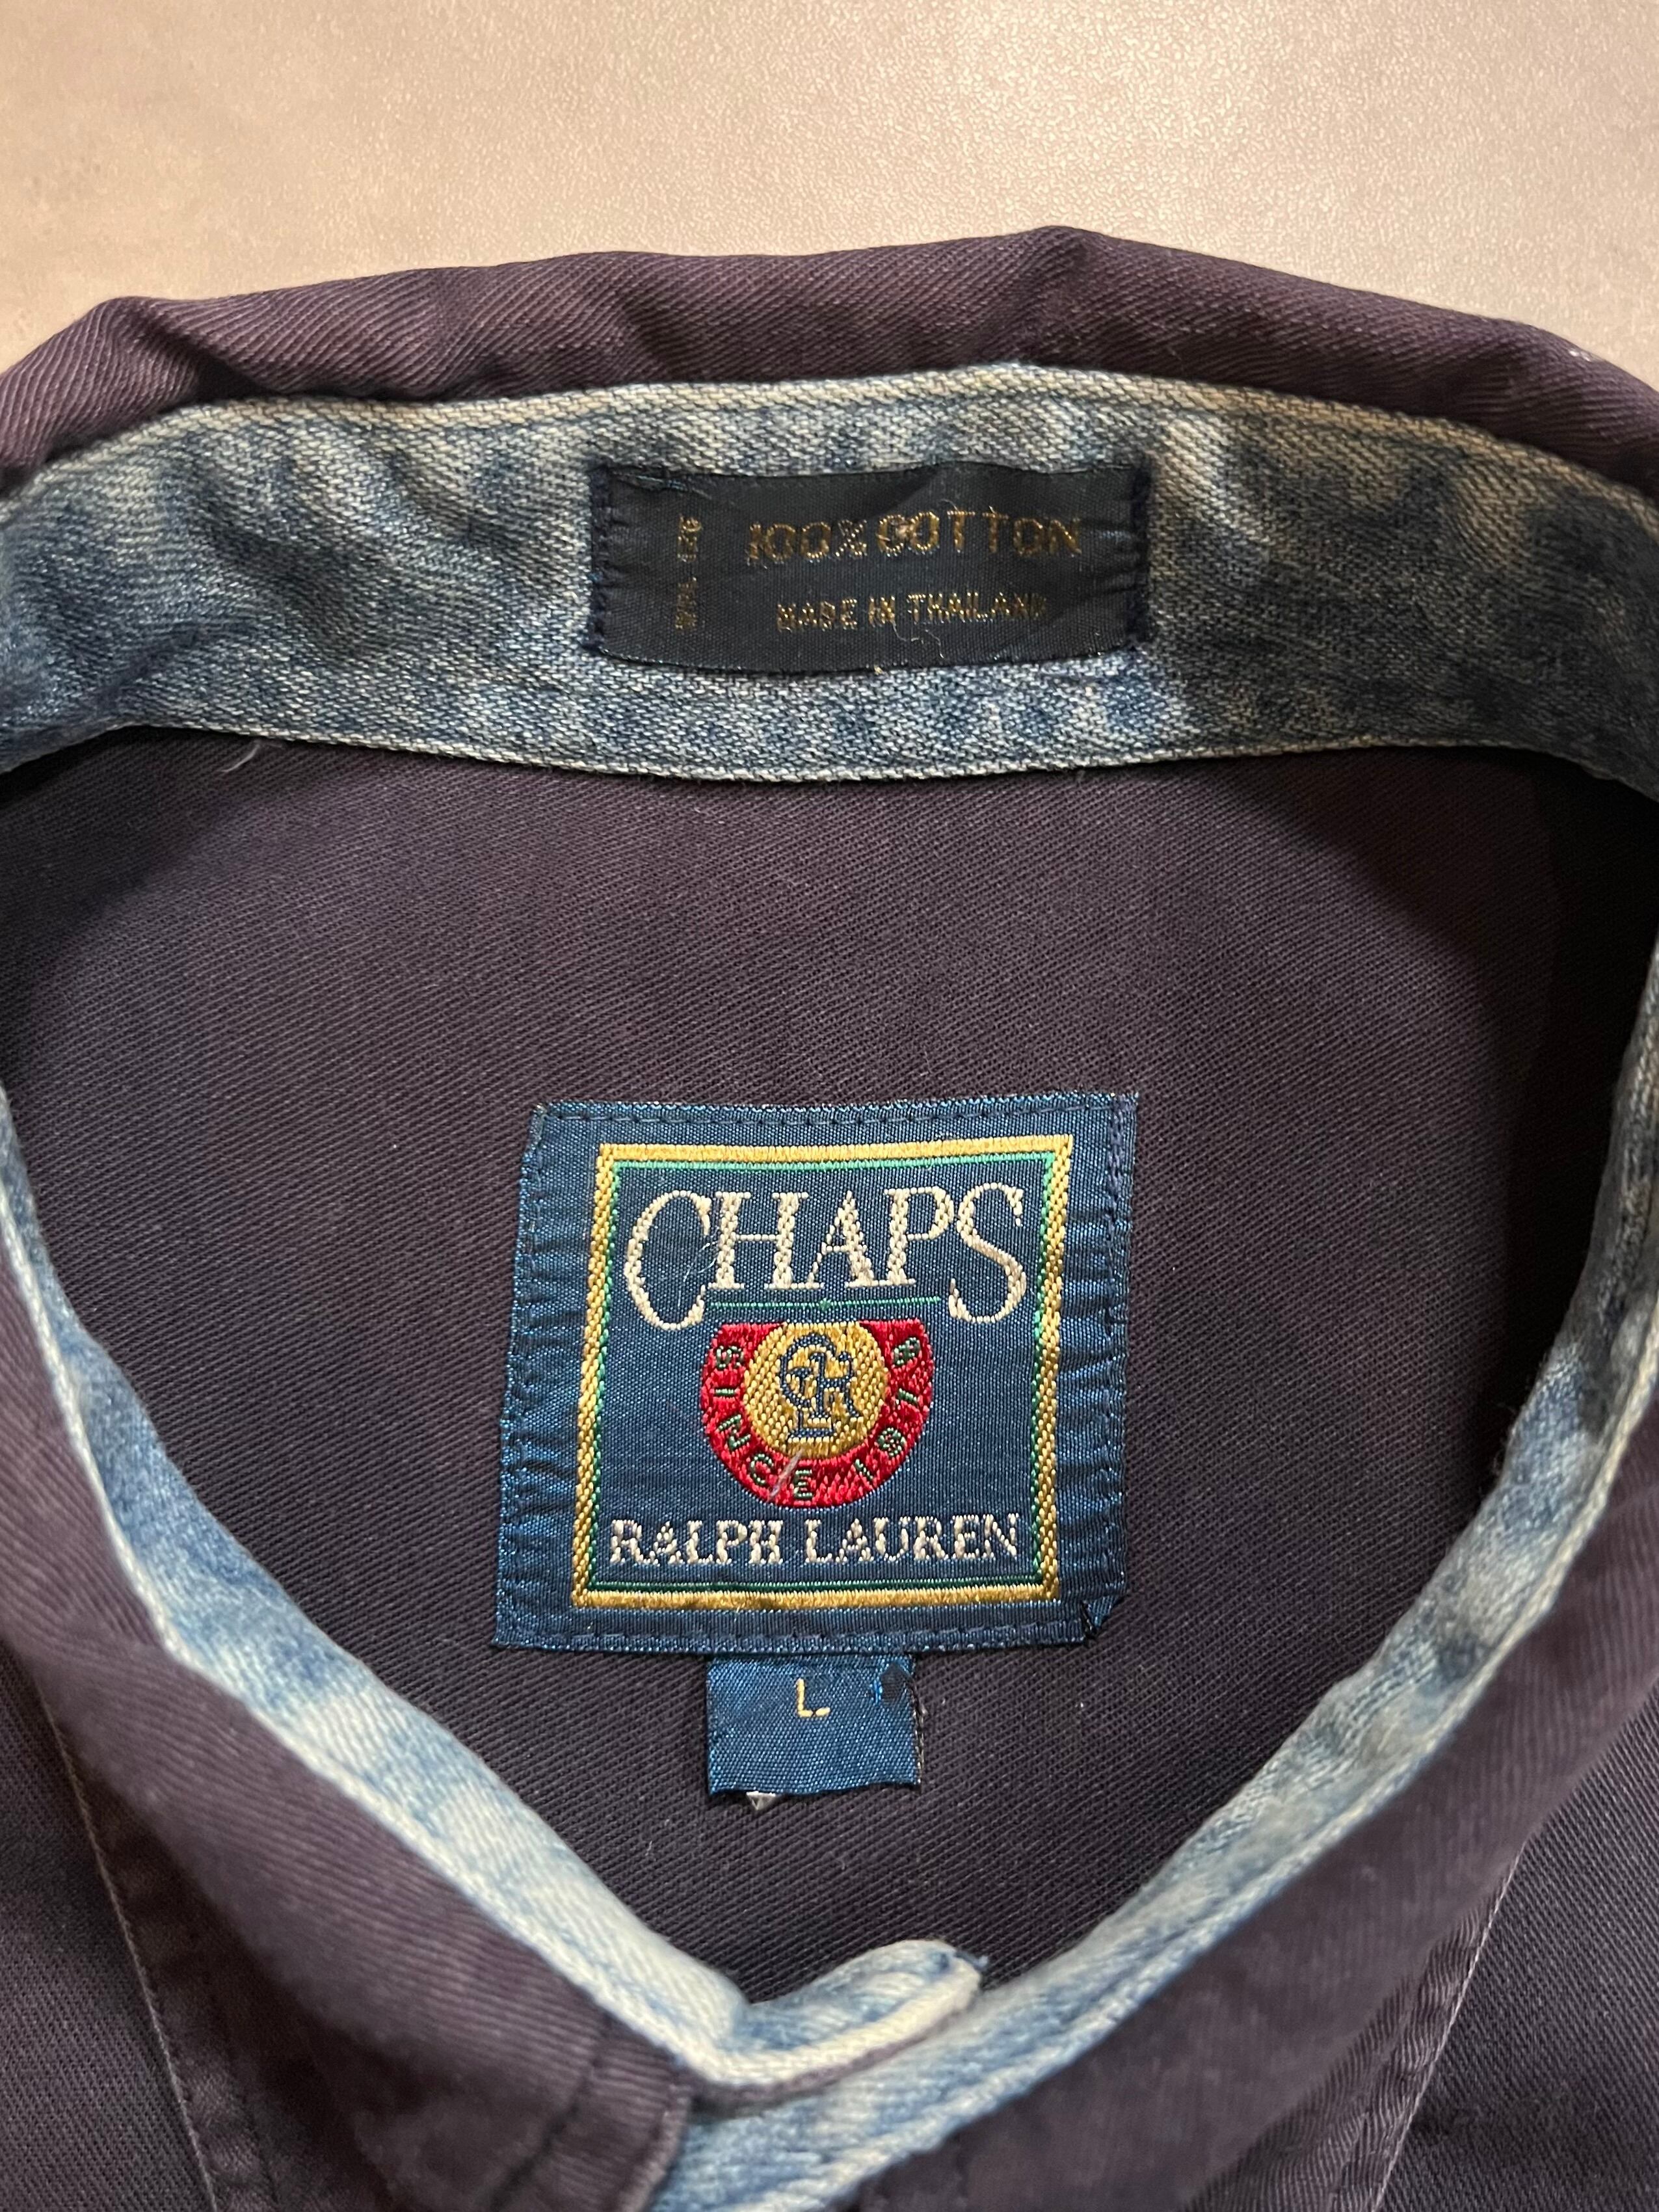 100% COTTON
MADE IN THAILAND
CHAPS
SINCE 1978
RALPH LAUREN
L